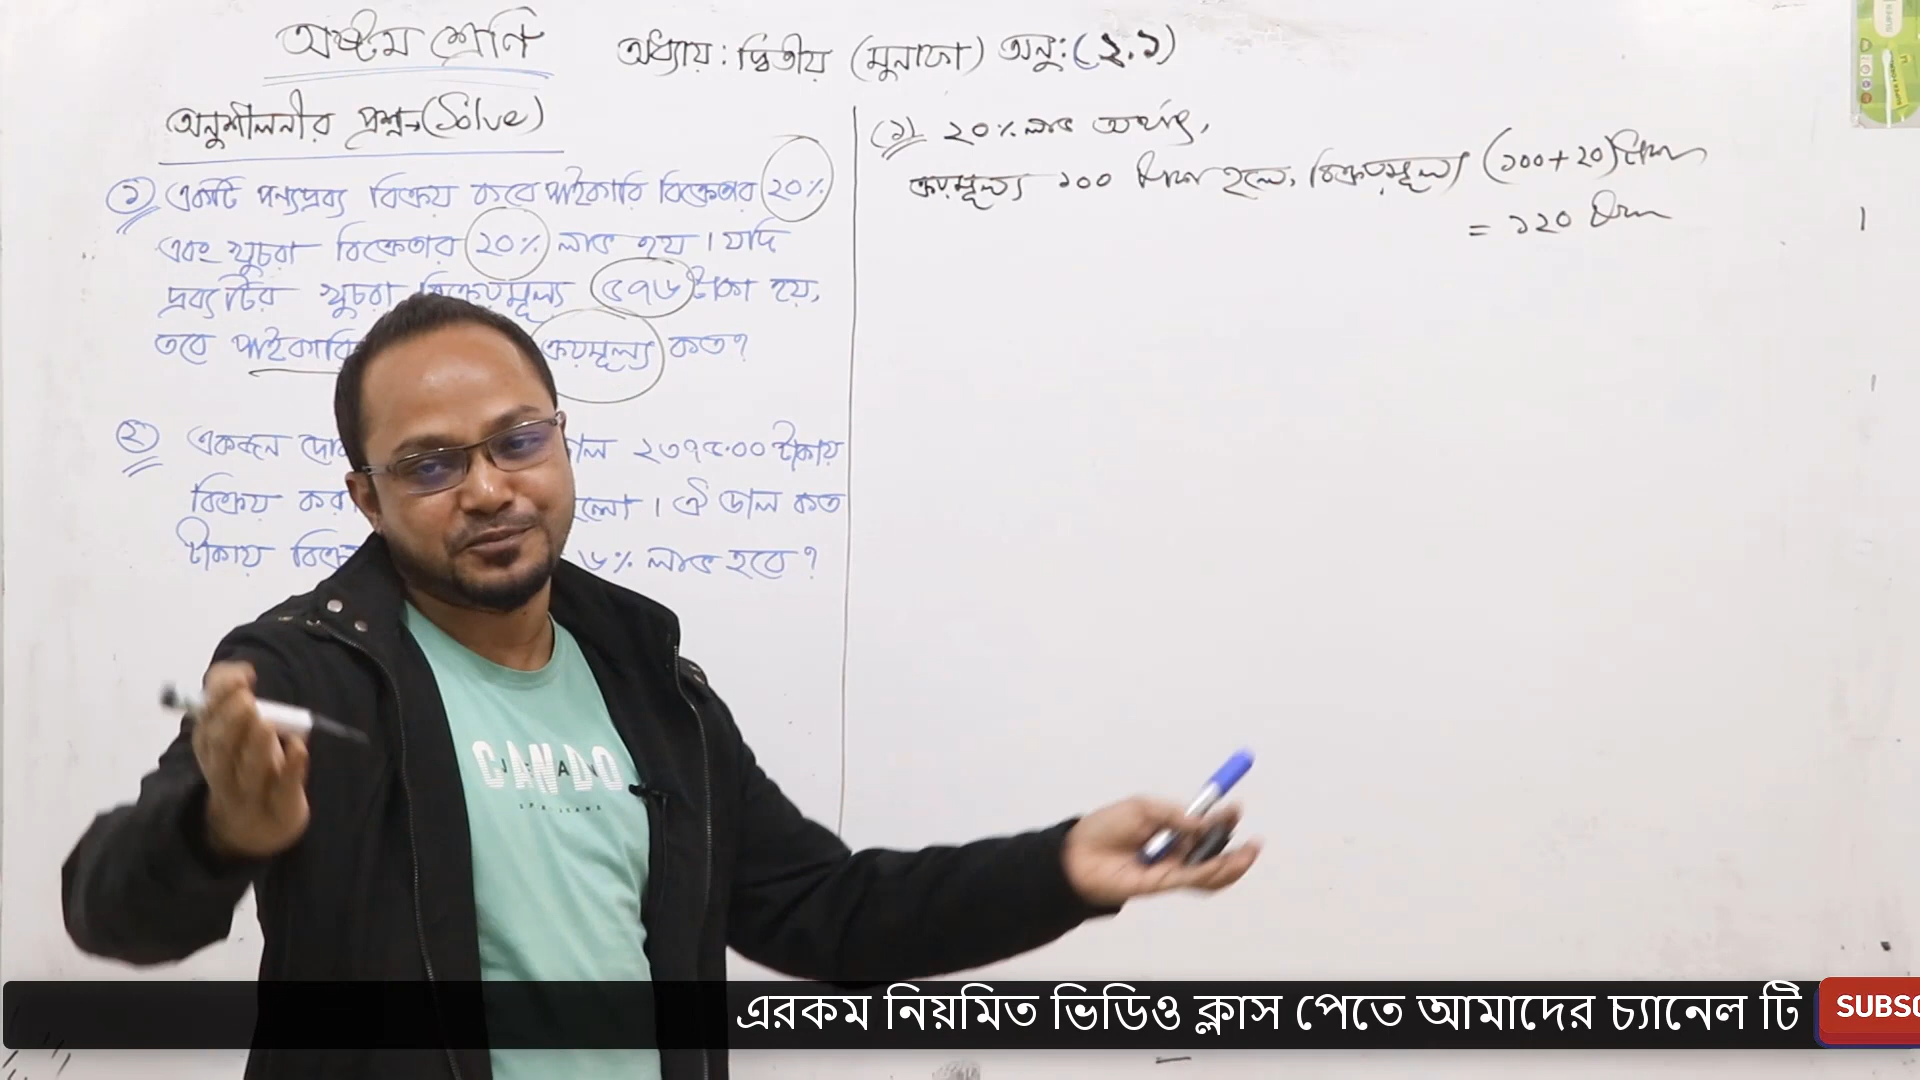 অষ্টম শ্রেণি
অধ্যায়: দ্বিতীয় (মুনাফা) অনু:(২.১)
অনুশীলনীর প্রশ্ন→(Solve)
১) একটি পণ্যদ্রব্য বিক্রয় করে পাইকারি বিক্রেতার ২০%
এবং খুচরা বিক্রেতার ২০% লাভ হয়। যদি
দ্রব্যটির খুচরা বিক্রয়মূল্য ৫৭৬ টাকা হয়,
তবে পাইকারি ক্রয়মূল্য কত?
২) একজন দো ২৩৭৫.০০ টাকায়
বিক্রয় কর হলো। ঐ ডাল কত
টাকায় বিক্র ৬% লাভ হবে?
(১) ২০% লাভ অর্থাৎ,
ক্রয়মূল্য ১০০ টাকা হলে, বিক্রয়মূল্য (১০০+২০) টাকা
= ১২০ টাকা
এরকম নিয়মিত ভিডিও ক্লাস পেতে আমাদের চ্যানেল টি
SUBSC